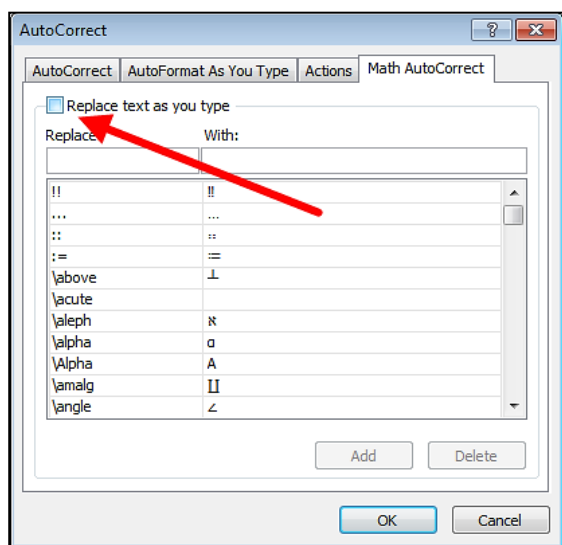 AutoCorrect
AutoCorrect AutoFormat As You Type Actions Math AutoCorrect
Replace text as you type
Replace With:
!! ‼
... …
:: ∷
:= ≔
\above ┴
\acute
\aleph ℵ
\alpha α
\Alpha Α
\amalg ∐
\angle ∠
Add Delete
OK Cancel